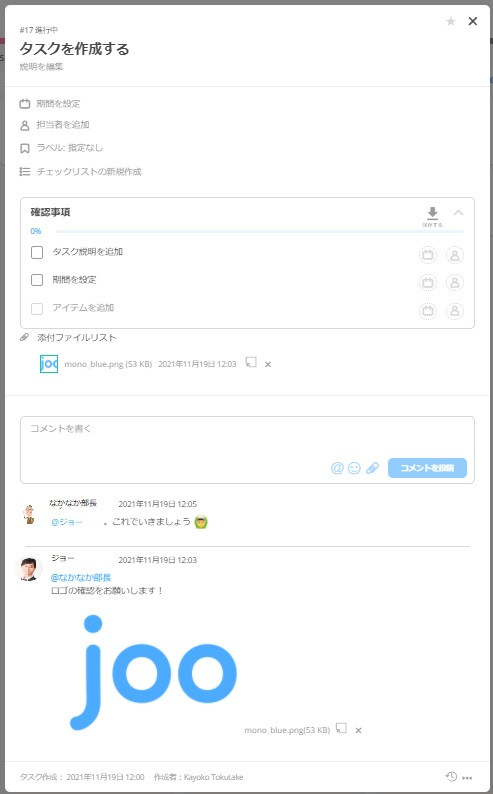 #17 進行中
タスクを作成する
説明を編集
期間を設定
担当者を追加
ラベル: 指定なし
チェックリストの新規作成
確認事項
保存する
0%
タスク説明を追加
期間を設定
アイテムを追加
添付ファイルリスト
joo
mono_blue.png (53 KB) 2021年11月19日 12:03
コメントを書く
コメントを投稿
なかなか部長 2021年11月19日 12:05
@ジョー 。これでいきましょう
ジョー 2021年11月19日 12:03
@なかなか部長
ロゴの確認をお願いします！
joo
mono_blue.png(53 KB)
タスク作成： 2021年11月19日 12:00 作成者：Kayoko Tokutake